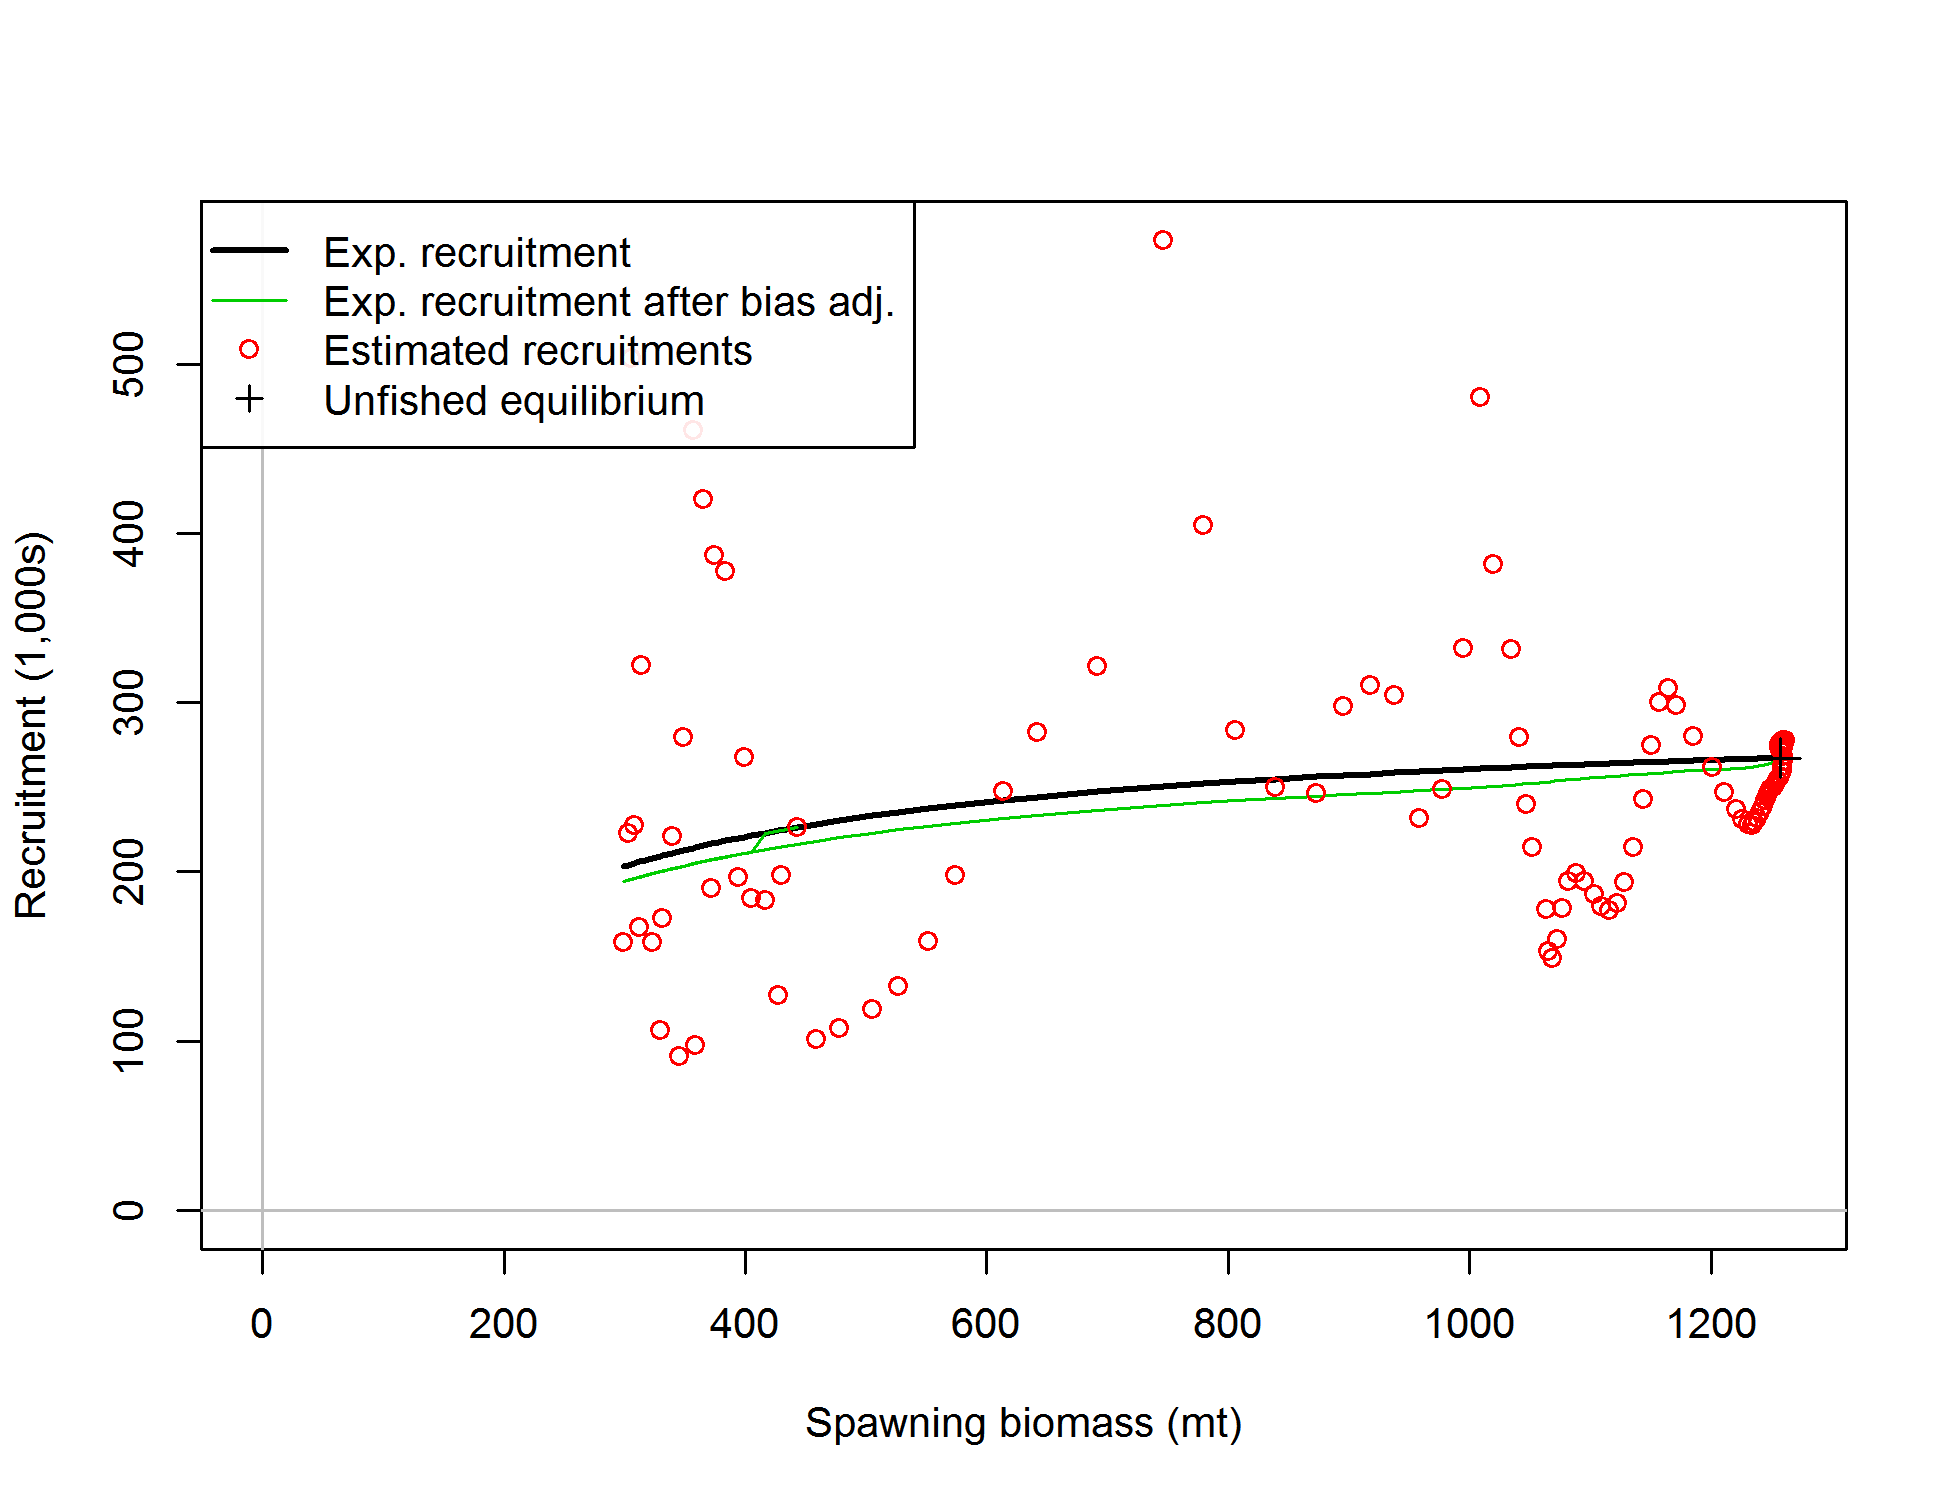 Exp. recruitment
Exp. recruitment after bias adj.
Estimated recruitments
Unfished equilibrium
Recruitment (1,000s)
500
400
300
200
100
0
0 200 400 600 800 1000 1200
Spawning biomass (mt)